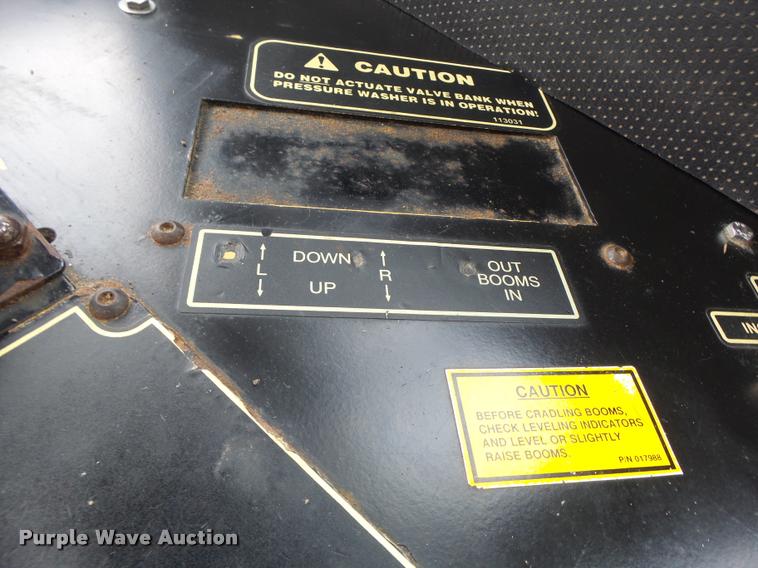 CAUTION
DO NOT ACTUATE VALVE BANK WHEN
PRESSURE WASHER IS IN OPERATION!
113031
DOWN
L
R
UP
OUT
BOOMS
IN
CAUTION
BEFORE CRADLING BOOMS,
CHECK LEVELING INDICATORS
AND LEVEL OR SLIGHTLY
RAISE BOOMS.
P/N 017988
Purple Wave Auction